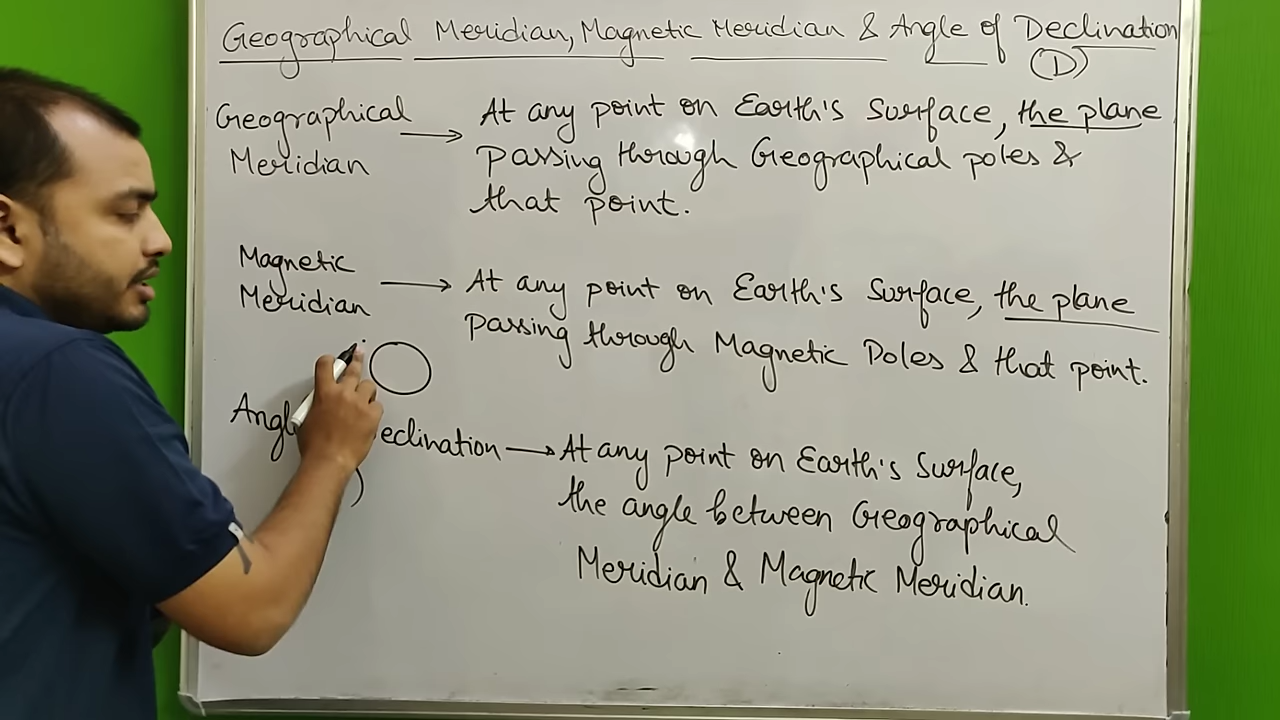 Geographical Meridian, Magnetic Meridian & Angle of Declination
(D)
Geographical
Meridian → At any point on Earth's Surface, the plane
passing through Geographical poles &
that point.
Magnetic
Meridian → At any point on Earth's Surface, the plane
passing through Magnetic Poles & that point.
Angl eclination → At any point on Earth's Surface,
)
the angle between Geographical
Meridian & Magnetic Meridian.